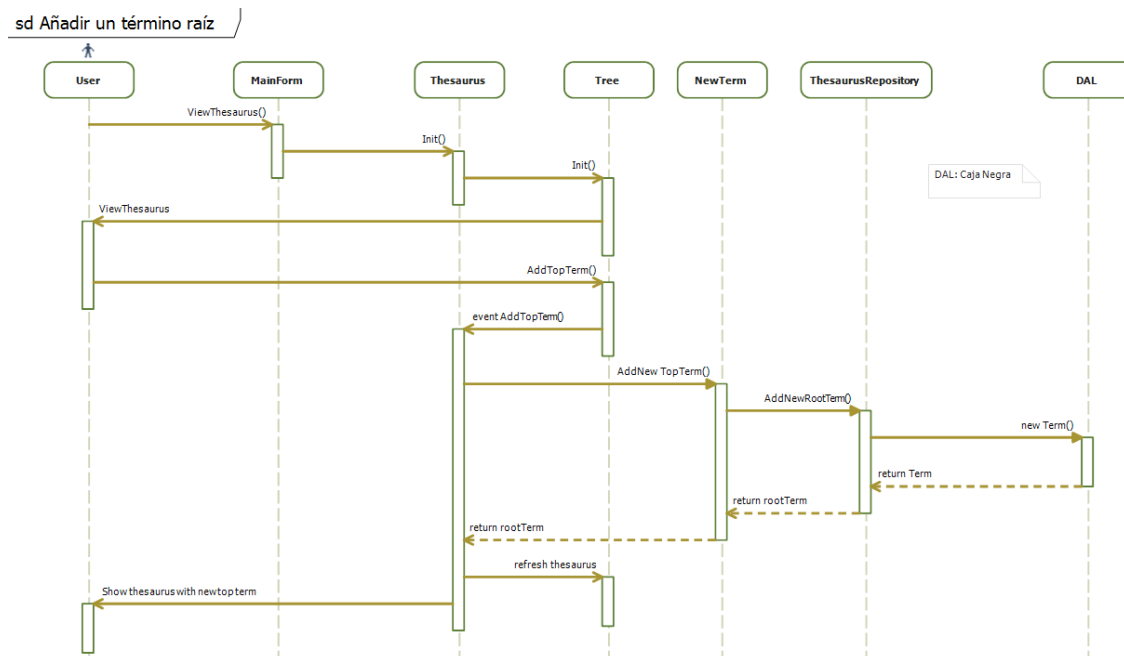 sd Añadir un término raíz
User
MainForm
Thesaurus
Tree
NewTerm
ThesaurusRepository
DAL
ViewThesaurus()
Init()
Init()
DAL: Caja Negra
ViewThesaurus
AddTopTerm()
event AddTopTerm()
AddNew TopTerm()
AddNewRootTerm()
new Term()
return Term
return rootTerm
return rootTerm
refresh thesaurus
Show thesaurus with new top term